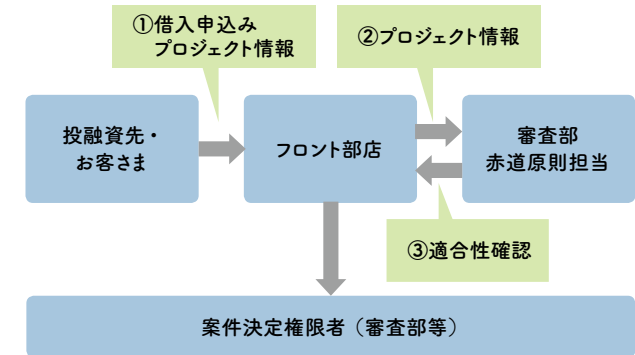 ①借入申込み
プロジェクト情報
②プロジェクト情報
投融資先・
お客さま
フロント部店
審査部
赤道原則担当
③適合性確認
案件決定権限者（審査部等）